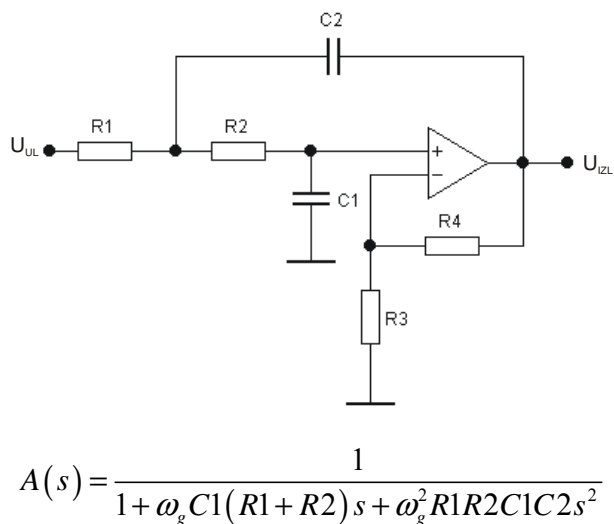 C2
R1
R2
U_UL
U_IZL
+
−
C1
R4
R3
A(s) = 1 / (1 + ω_g C1(R1 + R2)s + ω_g^2 R1R2C1C2s^2)